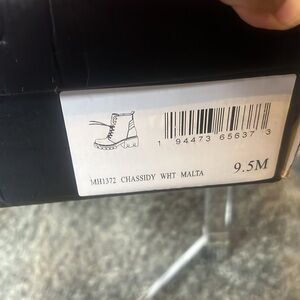 1 94473 65637 3
MH1372 CHASSIDY WHT MALTA
9.5M